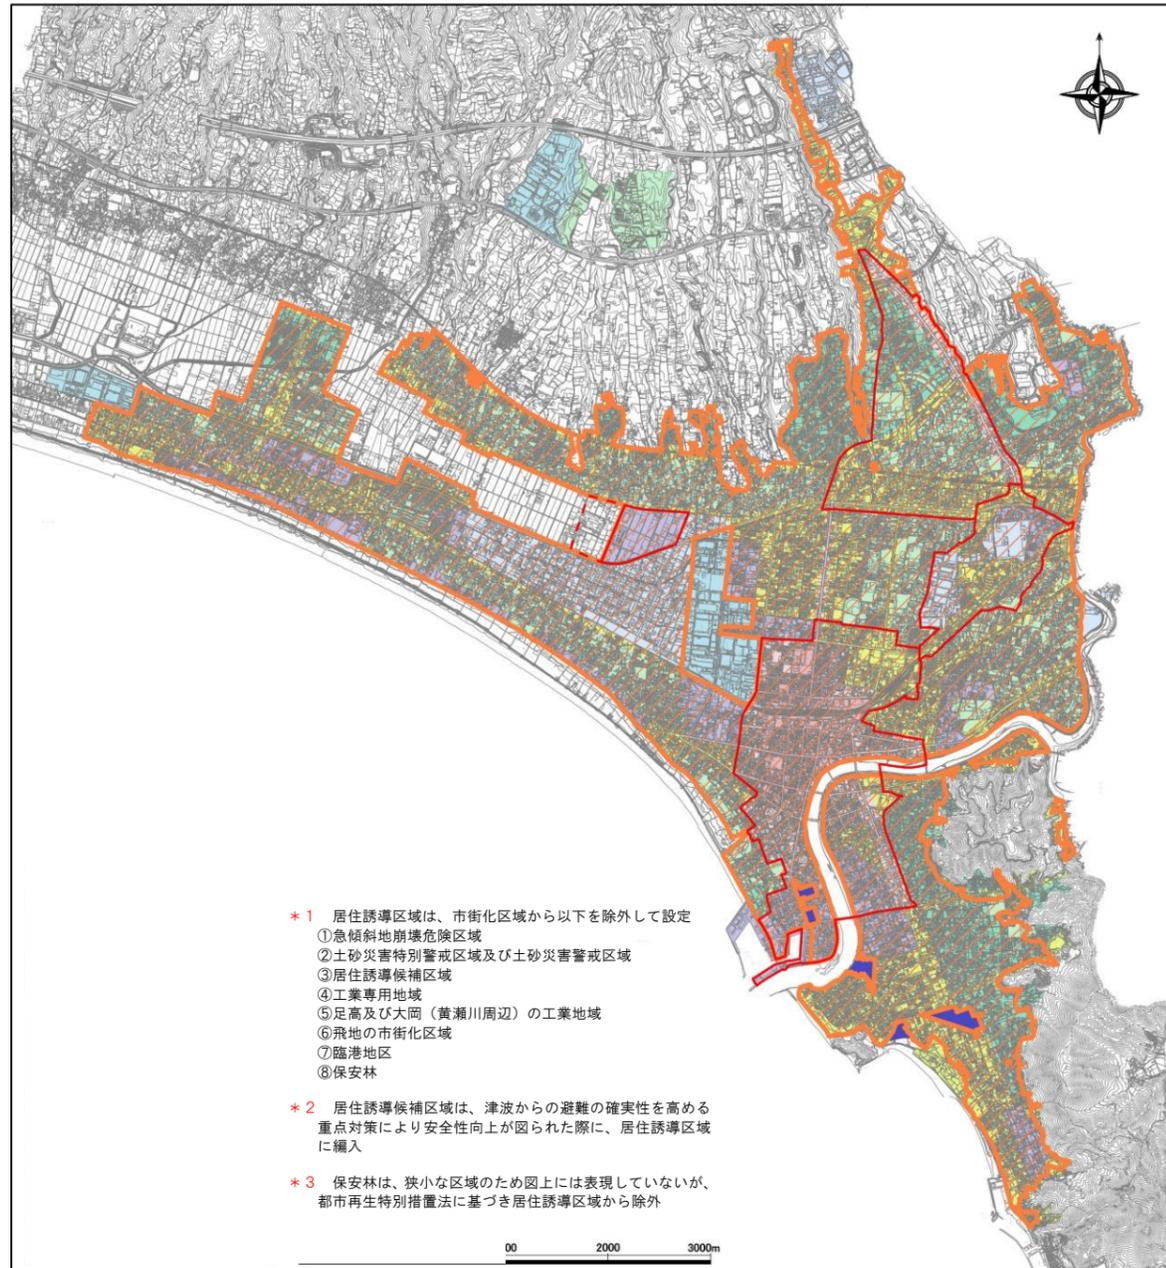 ＊1　居住誘導区域は、市街化区域から以下を除外して設定
①急傾斜地崩壊危険区域
②土砂災害特別警戒区域及び土砂災害警戒区域
③居住誘導候補区域
④工業専用地域
⑤足高及び大岡（黄瀬川周辺）の工業地域
⑥飛地の市街化区域
⑦臨港地区
⑧保安林
＊2　居住誘導候補区域は、津波からの避難の確実性を高める
重点対策により安全性向上が図られた際に、居住誘導区域
に編入
＊3　保安林は、狭小な区域のため図上には表現していないが、
都市再生特別措置法に基づき居住誘導区域から除外
00 2000 3000m